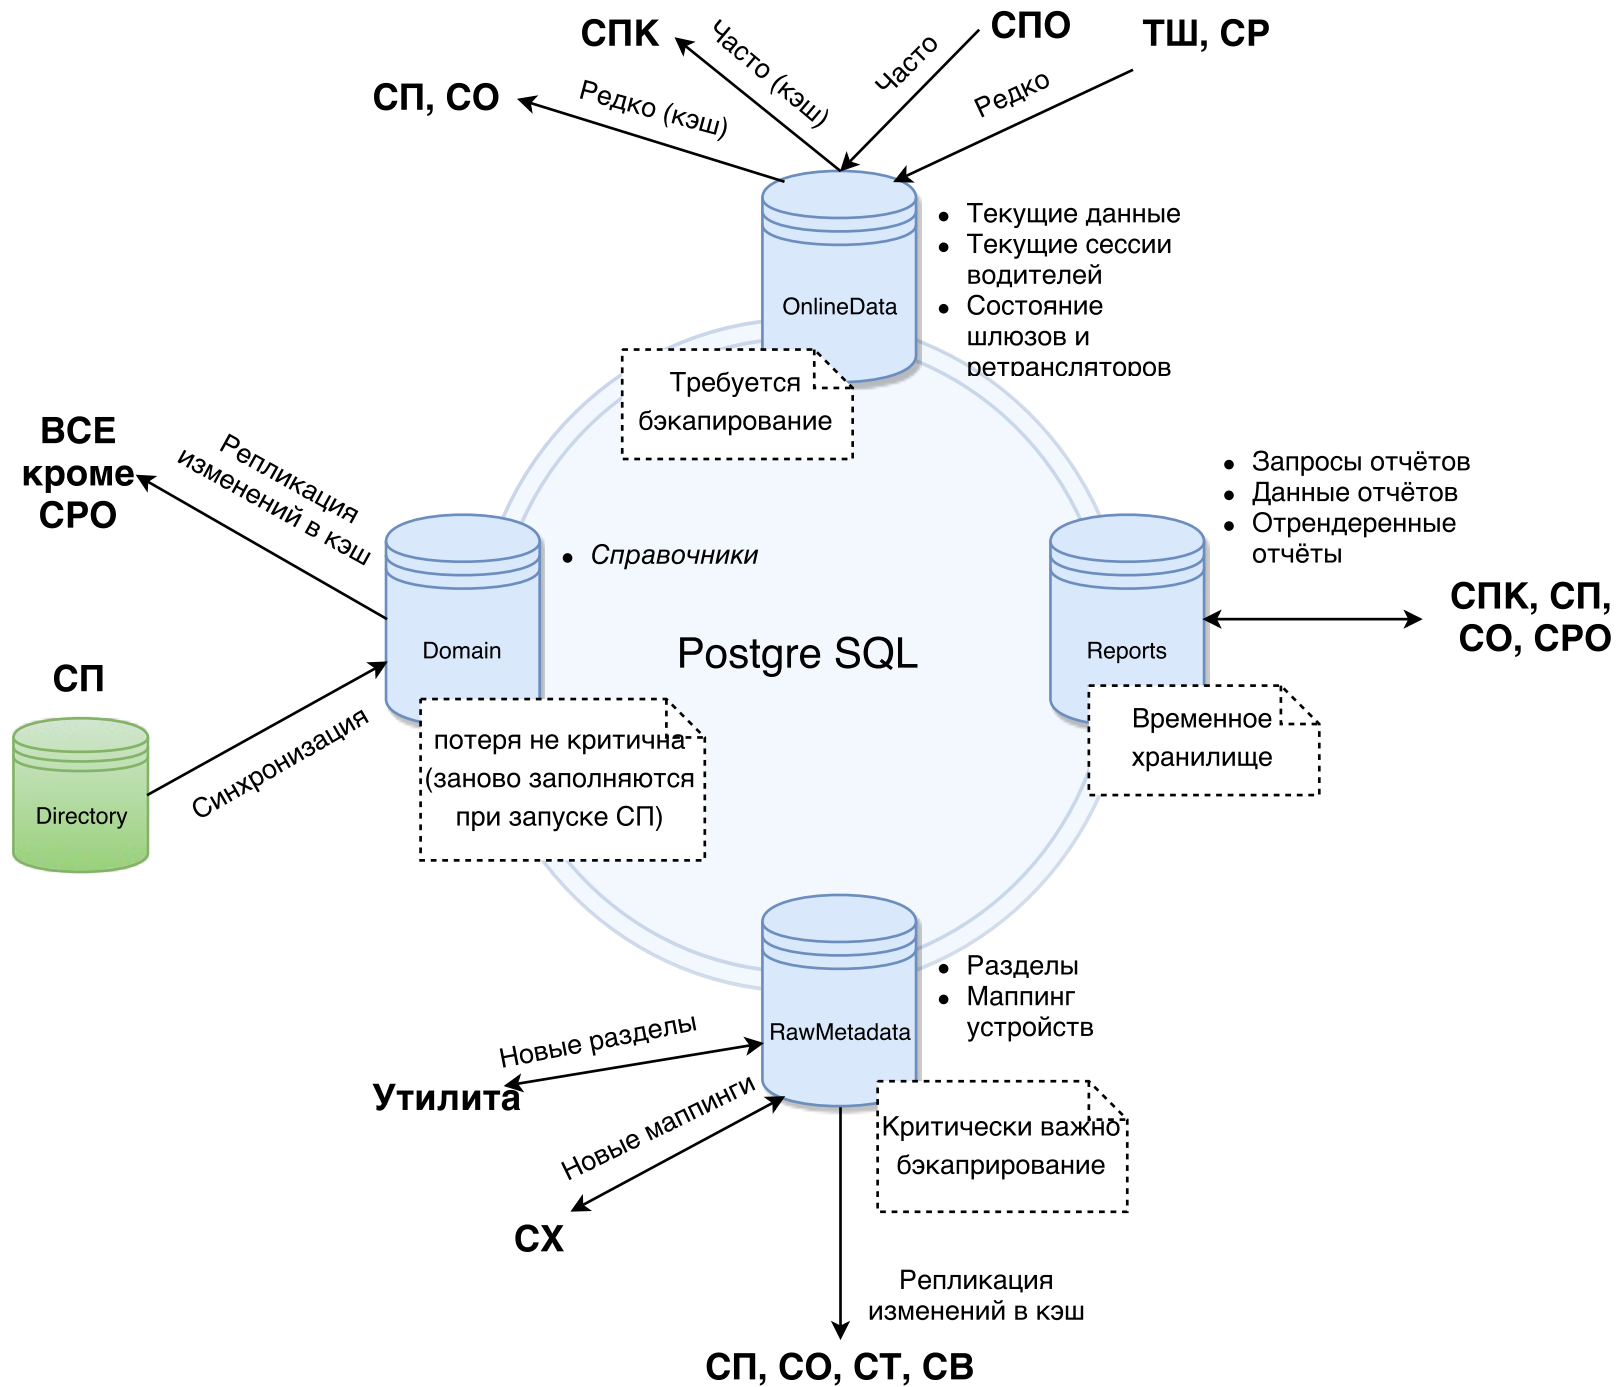 СПК
СПО
ТШ, СР
СП, СО
Часто (кэш)
Часто
Редко (кэш)
Редко
OnlineData
• Текущие данные
• Текущие сессии
водителей
• Состояние
шлюзов и
ретрансляторов
Требуется
бэкапирование
ВСЕ
кроме
СРО
Репликация
изменений в кэш
Domain
• Справочники
Postgre SQL
Reports
• Запросы отчётов
• Данные отчётов
• Отрендеренные
отчёты
СПК, СП,
СО, СРО
Временное
хранилище
СП
Directory
Синхронизация
потеря не критична
(заново заполняются
при запуске СП)
RawMetadata
• Разделы
• Маппинг
устройств
Новые разделы
Утилита
Новые маппинги
СХ
Критически важно
бэкаприрование
Репликация
изменений в кэш
СП, СО, СТ, СВ